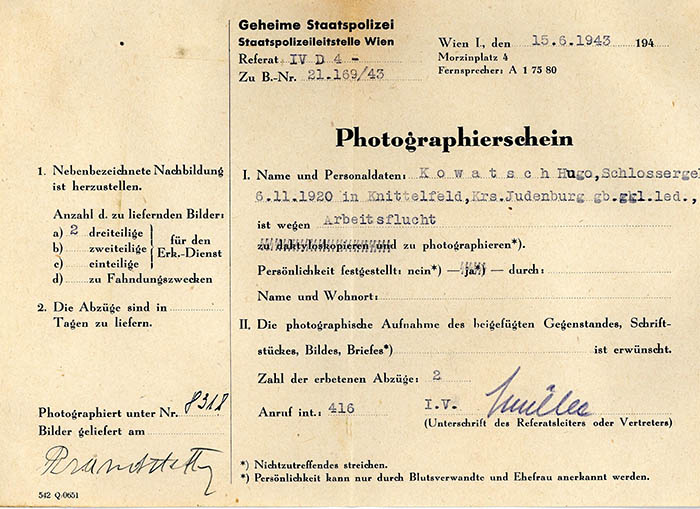 Geheime Staatspolizei
Staatspolizeileitstelle Wien
Referat IV D 4 -
Zu B.-Nr. 21.169/43
Wien I., den 15.6.1943 194
Morzinplatz 4
Fernsprecher: A 1 75 80
Photographierschein
1. Nebenbezeichnete Nachbildung
ist herzustellen.
Anzahl d. zu liefernden Bilder:
a) 2 dreiteilige
b) zweiteilige
c) einteilige
für den
Erk.-Dienst
d) zu Fahndungszwecken
2. Die Abzüge sind in
Tagen zu liefern.
Photographiert unter Nr.
Bilder geliefert am
542 Q/0651
I. Name und Personaldaten: Kowatsch Hugo, Schlosserge
6.11.1920 in Knittelfeld, Krs. Judenburg gb. ggl. led.,
ist wegen Arbeitsflucht
zu daktyloskopieren und zu photographieren*).
Persönlichkeit festgestellt: nein*) — ja*) — durch:
Name und Wohnort:
II. Die photographische Aufnahme des beigefügten Gegenstandes, Schrift-
stückes, Bildes, Briefes*) ist erwünscht.
Zahl der erbetenen Abzüge: 2
Anruf int.: 416 I.V.
(Unterschrift des Referatsleiters oder Vertreters)
*) Nichtzutreffendes streichen.
*) Persönlichkeit kann nur durch Blutsverwandte und Ehefrau anerkannt werden.